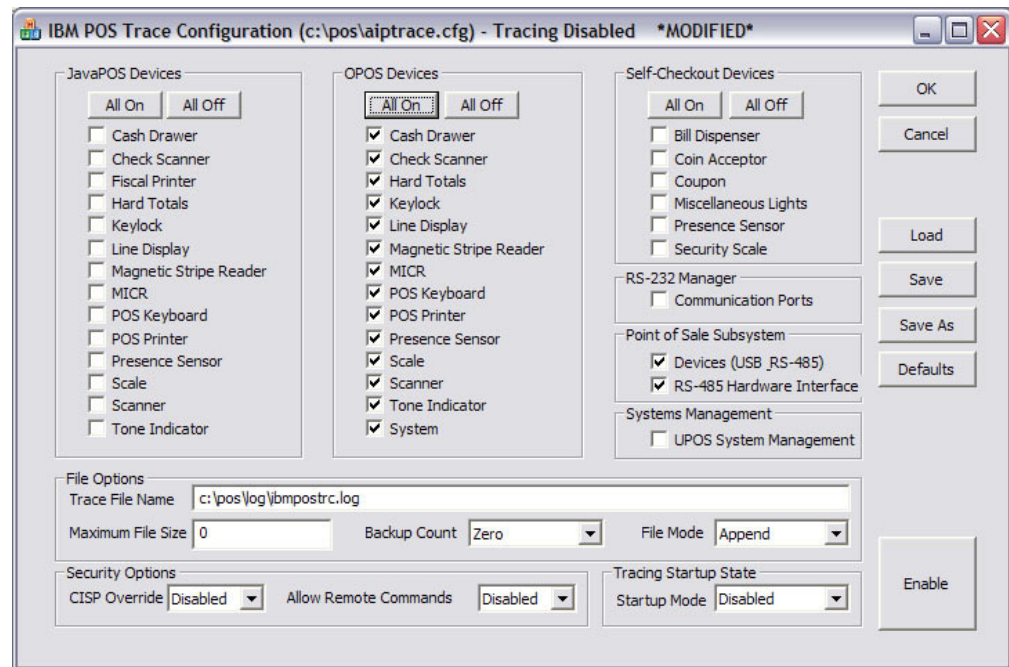 IBM POS Trace Configuration (c:\pos\aiptrace.cfg) - Tracing Disabled *MODIFIED*
JavaPOS Devices
All On All Off
Cash Drawer
Check Scanner
Fiscal Printer
Hard Totals
Keylock
Line Display
Magnetic Stripe Reader
MICR
POS Keyboard
POS Printer
Presence Sensor
Scale
Scanner
Tone Indicator
OPOS Devices
All On All Off
Cash Drawer
Check Scanner
Hard Totals
Keylock
Line Display
Magnetic Stripe Reader
MICR
POS Keyboard
POS Printer
Presence Sensor
Scale
Scanner
Tone Indicator
System
Self-Checkout Devices
All On All Off
Bill Dispenser
Coin Acceptor
Coupon
Miscellaneous Lights
Presence Sensor
Security Scale
RS-232 Manager
Communication Ports
Point of Sale Subsystem
Devices (USB_RS-485)
RS-485 Hardware Interface
Systems Management
UPOS System Management
OK
Cancel
Load
Save
Save As
Defaults
File Options
Trace File Name c:\pos\log\ibmpostrc.log
Maximum File Size 0 Backup Count Zero File Mode Append
Security Options
CISP Override Disabled Allow Remote Commands Disabled
Tracing Startup State
Startup Mode Disabled
Enable